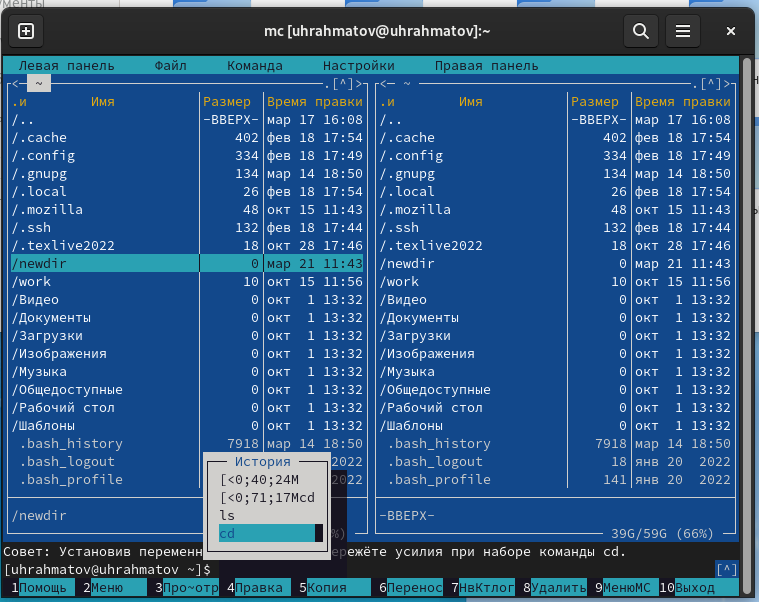 mc [uhrahmatov@uhrahmatov]:~
Левая панель Файл Команда Настройки Правая панель
<— ~ .[^]> <— ~ .[^]>
.и Имя Размер Время правки .и Имя Размер Время правки
/.. -ВВЕРХ- мар 17 16:08 /.. -ВВЕРХ- мар 17 16:08
/.cache 402 фев 18 17:54 /.cache 402 фев 18 17:54
/.config 334 фев 18 17:49 /.config 334 фев 18 17:49
/.gnupg 134 мар 14 18:50 /.gnupg 134 мар 14 18:50
/.local 26 фев 18 17:54 /.local 26 фев 18 17:54
/.mozilla 48 окт 15 11:43 /.mozilla 48 окт 15 11:43
/.ssh 132 фев 18 17:44 /.ssh 132 фев 18 17:44
/.texlive2022 18 окт 28 17:46 /.texlive2022 18 окт 28 17:46
/newdir 0 мар 21 11:43 /newdir 0 мар 21 11:43
/work 10 окт 15 11:56 /work 10 окт 15 11:56
/Видео 0 окт 1 13:32 /Видео 0 окт 1 13:32
/Документы 0 окт 1 13:32 /Документы 0 окт 1 13:32
/Загрузки 0 окт 1 13:32 /Загрузки 0 окт 1 13:32
/Изображения 0 окт 1 13:32 /Изображения 0 окт 1 13:32
/Музыка 0 окт 1 13:32 /Музыка 0 окт 1 13:32
/Общедоступные 0 окт 1 13:32 /Общедоступные 0 окт 1 13:32
/Рабочий стол 0 окт 1 13:32 /Рабочий стол 0 окт 1 13:32
/Шаблоны 0 окт 1 13:32 /Шаблоны 0 окт 1 13:32
.bash_history 7918 мар 14 18:50 .bash_history 7918 мар 14 18:50
.bash_logout 2022 .bash_logout 18 янв 20 2022
.bash_profile 2022 .bash_profile 141 янв 20 2022
История
[<0;40;24M
[<0;71;17Mcd
ls
cd
/newdir -ВВЕРХ-
%) 39G/59G (66%)
Совет: Установив переменн режёте усилия при наборе команды cd.
[uhrahmatov@uhrahmatov ~]$ [^]
1Помощь 2Меню 3Про~отр 4Правка 5Копия 6Перенос 7НвКтлог 8Удалить 9МенюМС 10Выход